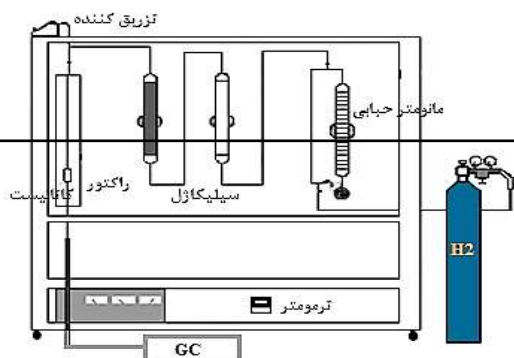 تزریق کننده
مانومتر حبابی
راکتور
کاتالیست
سیلیکاژل
H2
ترمومتر
GC